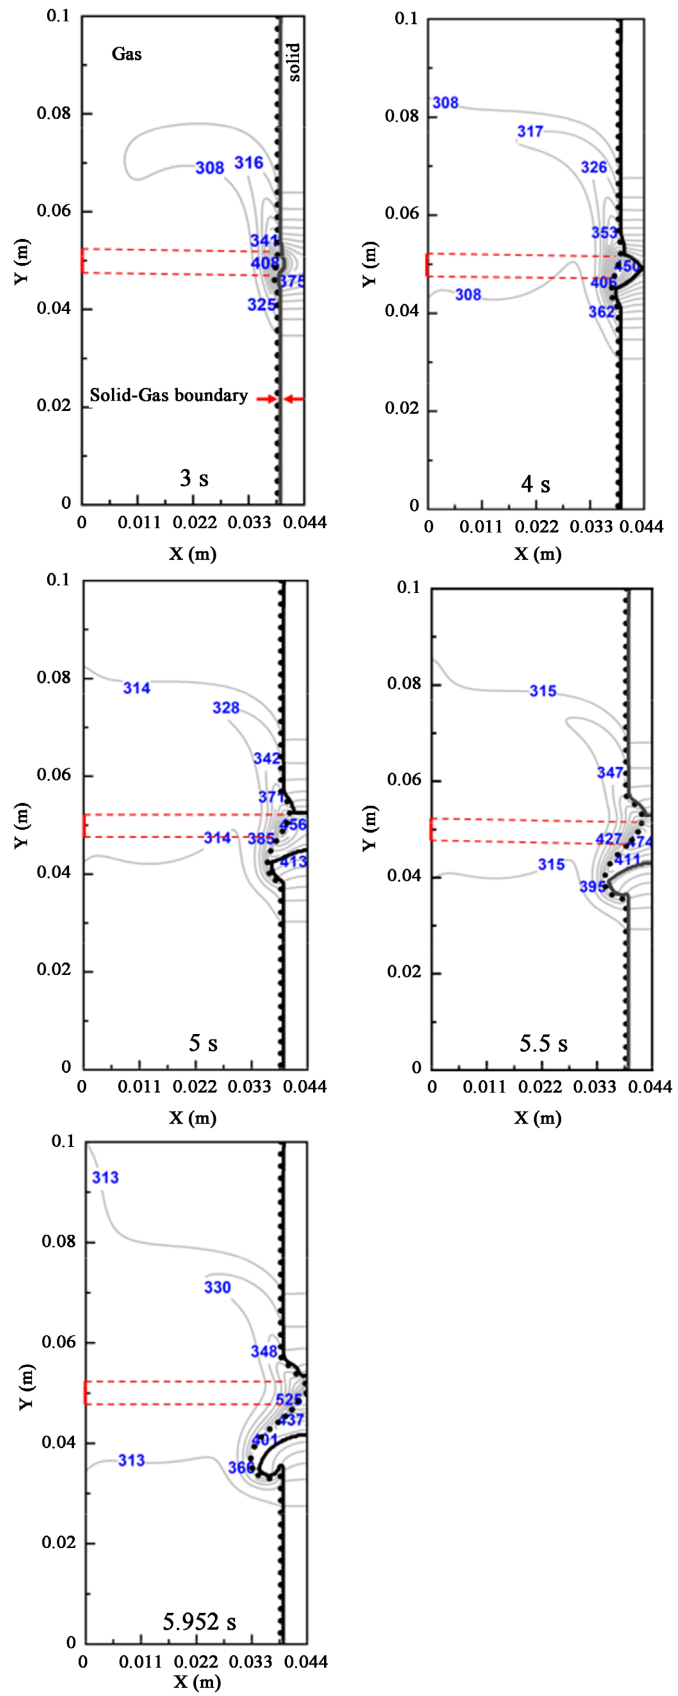 0.1
Gas
solid
0.08
316
308
0.06
341
408
375
325
0.04
Y (m)
Solid-Gas boundary
0.02
3 s
0
0 0.011 0.022 0.033 0.044
X (m)
0.1
308
0.08
317
326
0.06
353
450
406
362
308
0.04
Y (m)
0.02
4 s
0
0 0.011 0.022 0.033 0.044
X (m)
0.1
0.08
314
328
342
0.06
371
456
314 385
413
0.04
Y (m)
0.02
5 s
0
0 0.011 0.022 0.033 0.044
X (m)
0.1
0.08
315
347
0.06
427 474
411
315
395
0.04
Y (m)
0.02
5.5 s
0
0 0.011 0.022 0.033 0.044
X (m)
0.1
313
0.08
330
348
0.06
525
437
401
0.04
313
366
Y (m)
0.02
5.952 s
0
0 0.011 0.022 0.033 0.044
X (m)